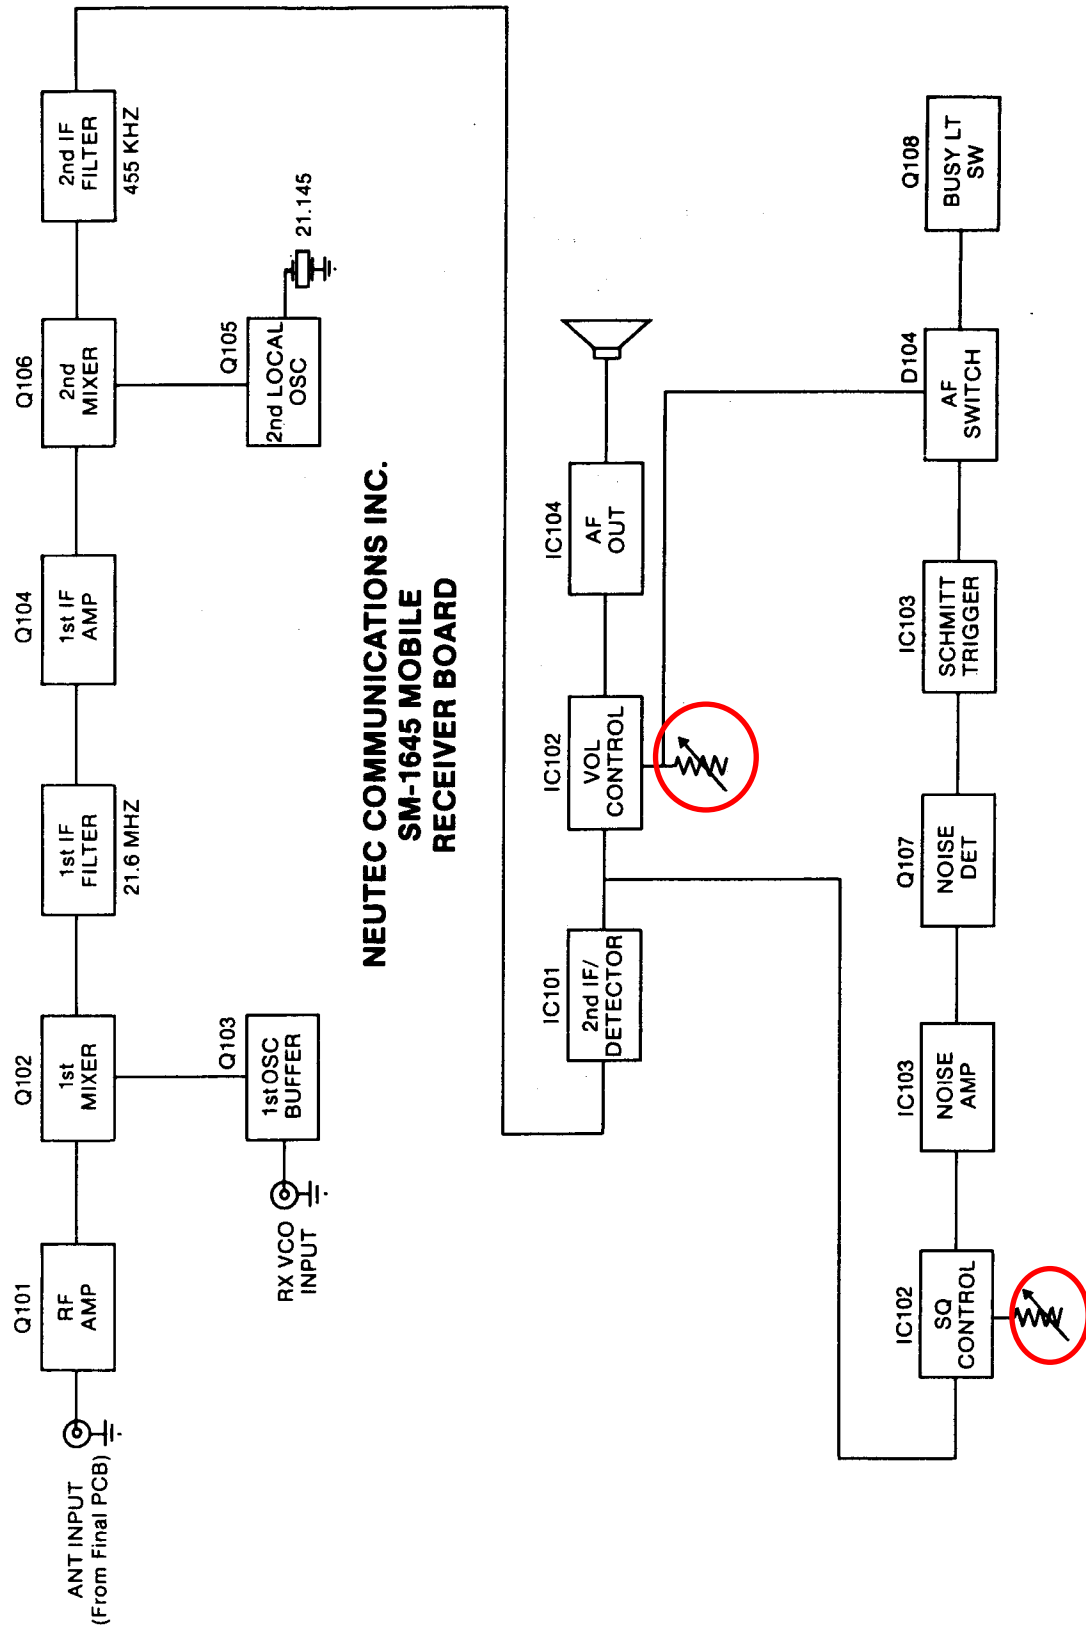 ANT INPUT
(From Final PCB)
Q101
RF
AMP
Q102
1st
MIXER
RX VCO
INPUT
Q103
1st OSC
BUFFER
1st IF
FILTER
21.6 MHZ
Q104
1st IF
AMP
Q106
2nd
MIXER
Q105
2nd LOCAL
OSC
21.145
2nd IF
FILTER
455 KHZ
NEUTEC COMMUNICATIONS INC.
SM-1645 MOBILE
RECEIVER BOARD
IC101
2nd IF/
DETECTOR
IC102
VOL
CONTROL
IC104
AF
OUT
IC102
SQ
CONTROL
IC103
NOISE
AMP
Q107
NOISE
DET
IC103
SCHMITT
TRIGGER
D104
AF
SWITCH
Q108
BUSY LT
SW